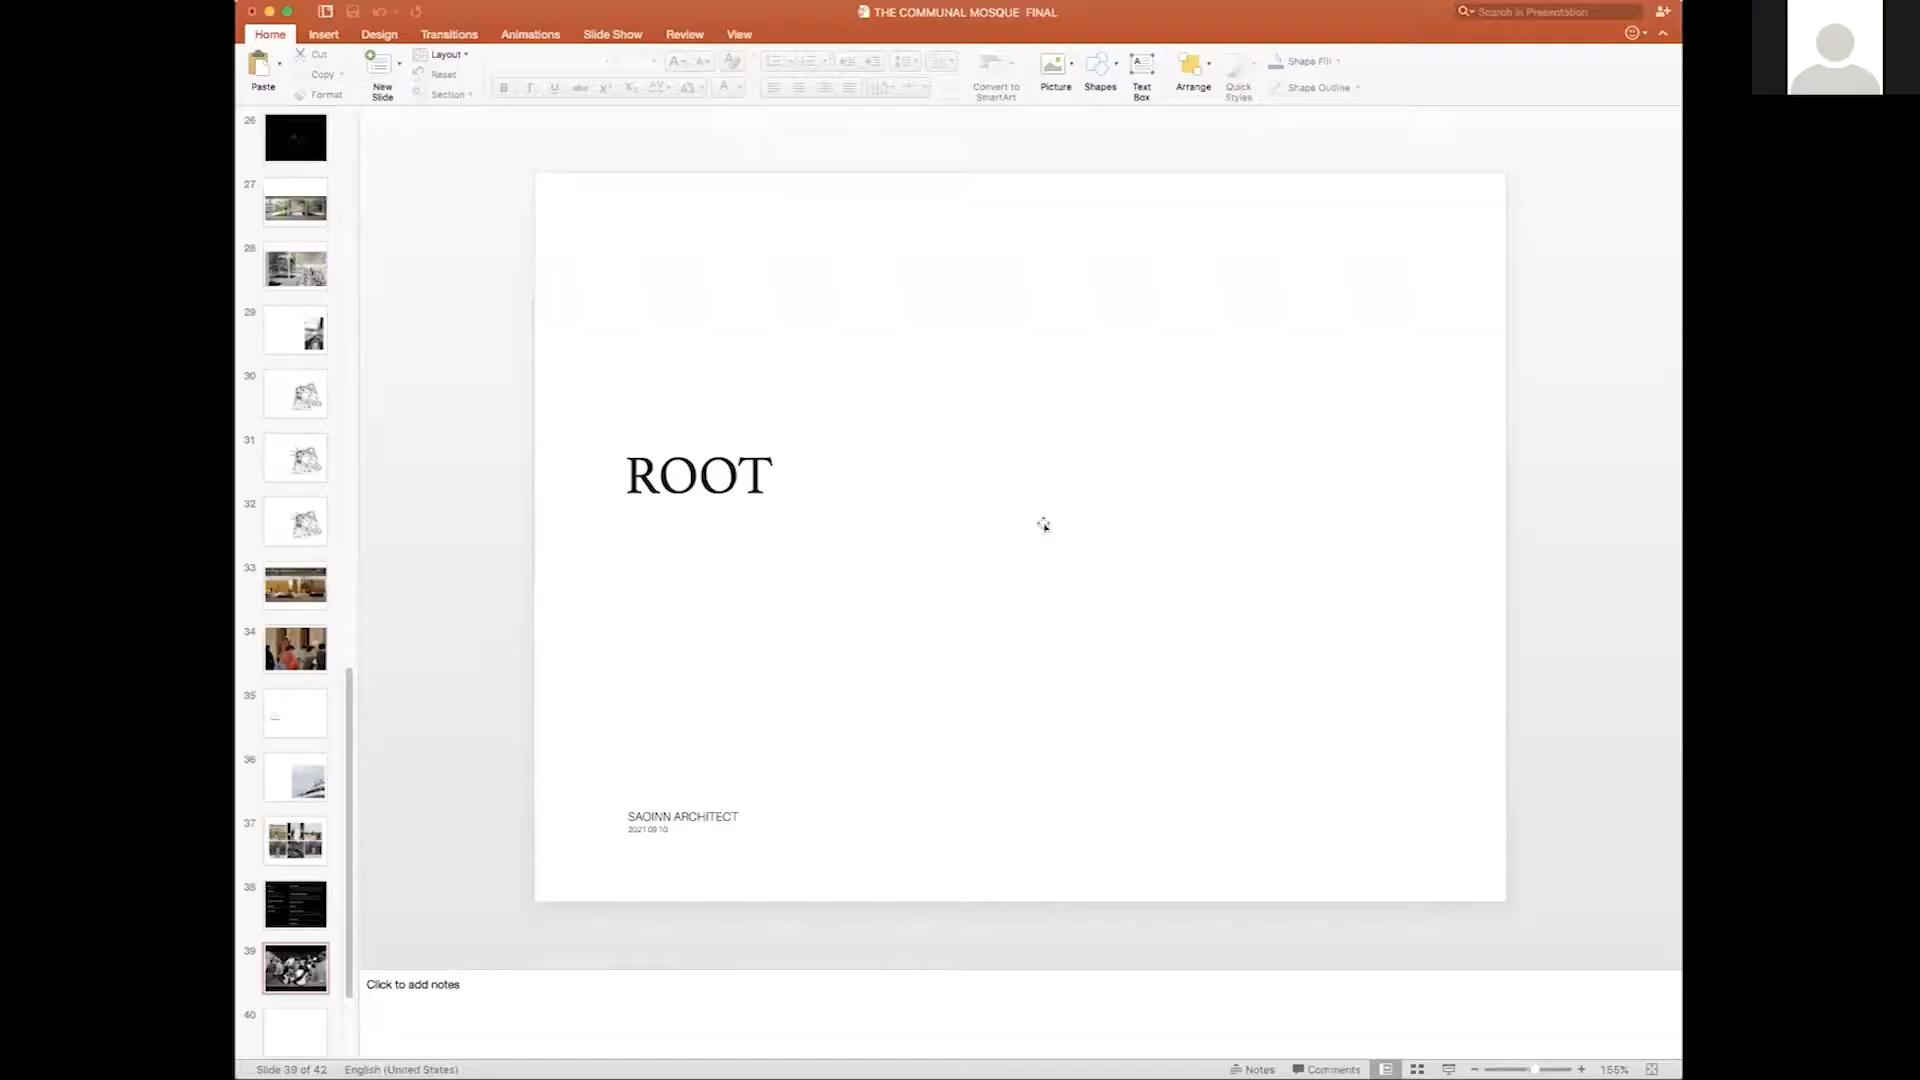 THE COMMUNAL MOSQUE FINAL
Search in Presentation
Home Insert Design Transitions Animations Slide Show Review View
Paste
Cut
Copy
Format
New Slide
Layout
Reset
Section
Convert to SmartArt
Picture
Shapes
Text Box
Arrange
Quick Styles
Shape Fill
Shape Outline
26
27
28
29
30
31
32
33
34
35
36
37
38
39
40
ROOT
SAOINN ARCHITECT
2021 09 10
Click to add notes
Slide 39 of 42 English (United States) Notes Comments 155%